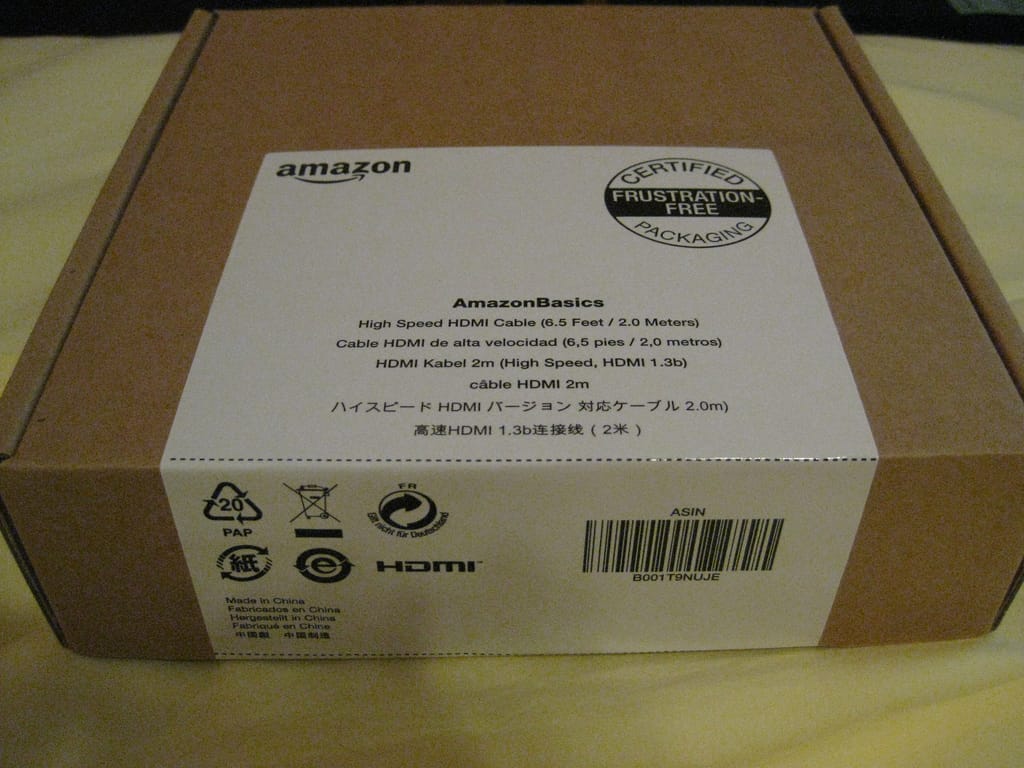 amazon
CERTIFIED
FRUSTRATION-
FREE
PACKAGING
AmazonBasics
High Speed HDMI Cable (6.5 Feet / 2.0 Meters)
Cable HDMI de alta velocidad (6,5 pies / 2,0 metros)
HDMI Kabel 2m (High Speed, HDMI 1.3b)
câble HDMI 2m
ハイスピード HDMI バージョン 対応ケーブル 2.0m)
高速HDMI 1.3b连接线 ( 2米 )
20
PAP
FR
Gilt nicht für Deutschland
紙
e
HDMI
ASIN
B001T9NUJE
Made in China
Fabricados en China
Hergestellt in China
Fabriqué en Chine
中国製 中国制造